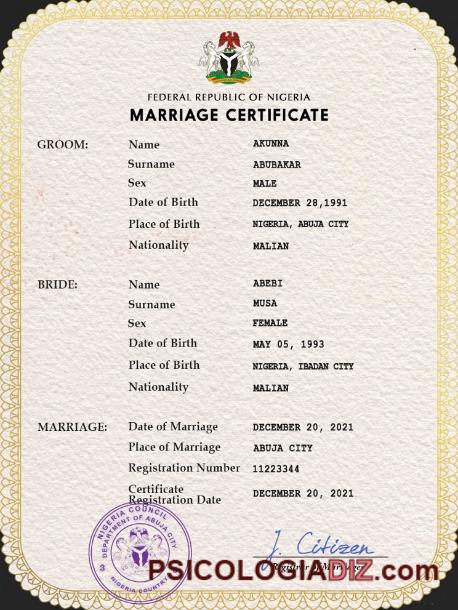 FEDERAL REPUBLIC OF NIGERIA
MARRIAGE CERTIFICATE
GROOM: Name AKUNNA
Surname ABUBAKAR
Sex MALE
Date of Birth DECEMBER 28,1991
Place of Birth NIGERIA, ABUJA CITY
Nationality MALIAN
BRIDE: Name ABEBI
Surname MUSA
Sex FEMALE
Date of Birth MAY 05, 1993
Place of Birth NIGERIA, IBADAN CITY
Nationality MALIAN
MARRIAGE: Date of Marriage DECEMBER 20, 2021
Place of Marriage ABUJA CITY
Registration Number 11223344
Certificate
Registration Date DECEMBER 20, 2021
NIGERIA COUNCIL
DEPARTMENT OF ABUJA CITY
3
NIGERIA
J. Citizen
PSICOLOGIADIZ.com